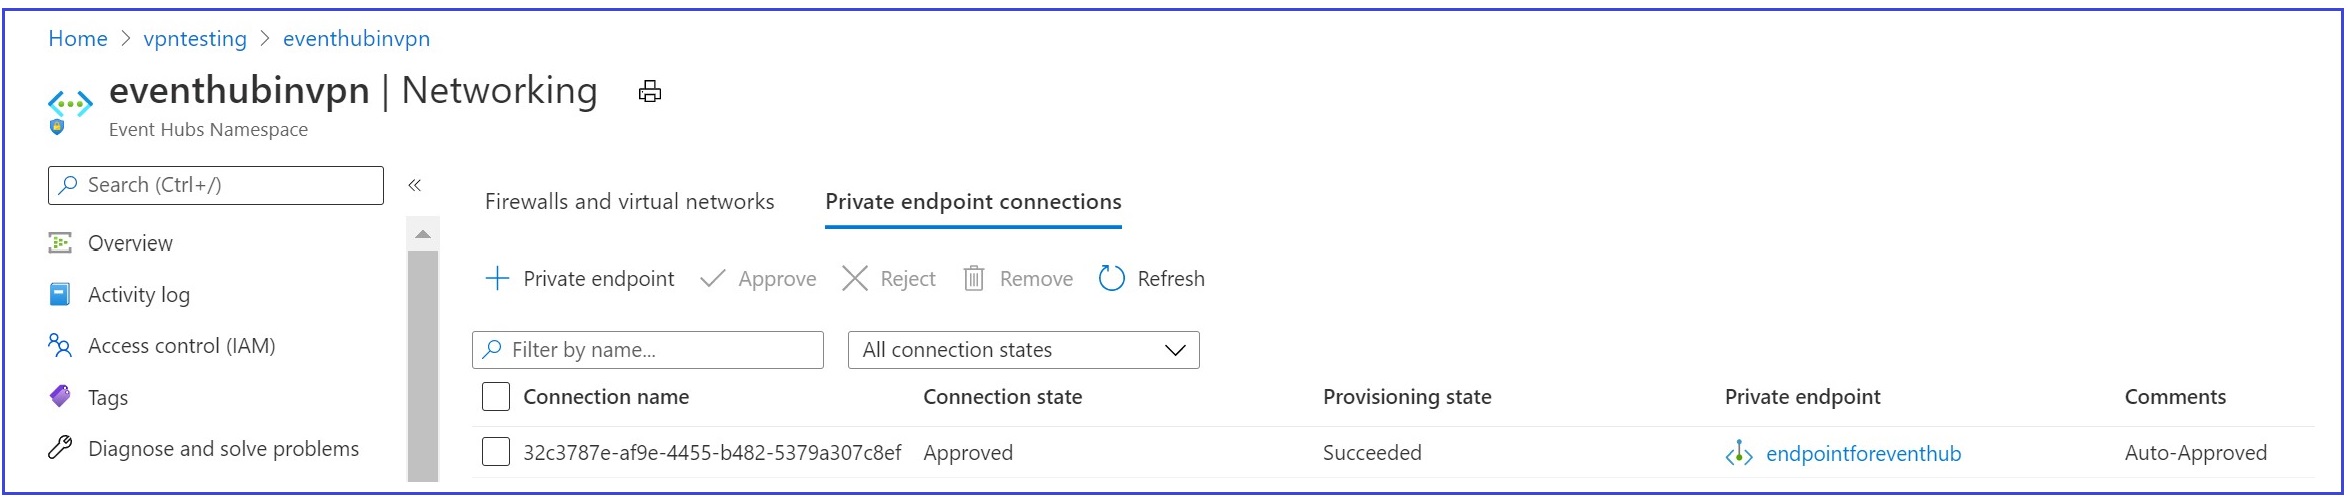 Home > vpntesting > eventhubinvpn
eventhubinvpn | Networking
Event Hubs Namespace
Search (Ctrl+/)
«
Overview
Activity log
Access control (IAM)
Tags
Diagnose and solve problems
Firewalls and virtual networks Private endpoint connections
Private endpoint Approve Reject Remove Refresh
Filter by name... All connection states
Connection name Connection state Provisioning state Private endpoint Comments
32c3787e-af9e-4455-b482-5379a307c8ef Approved Succeeded endpointforeventhub Auto-Approved